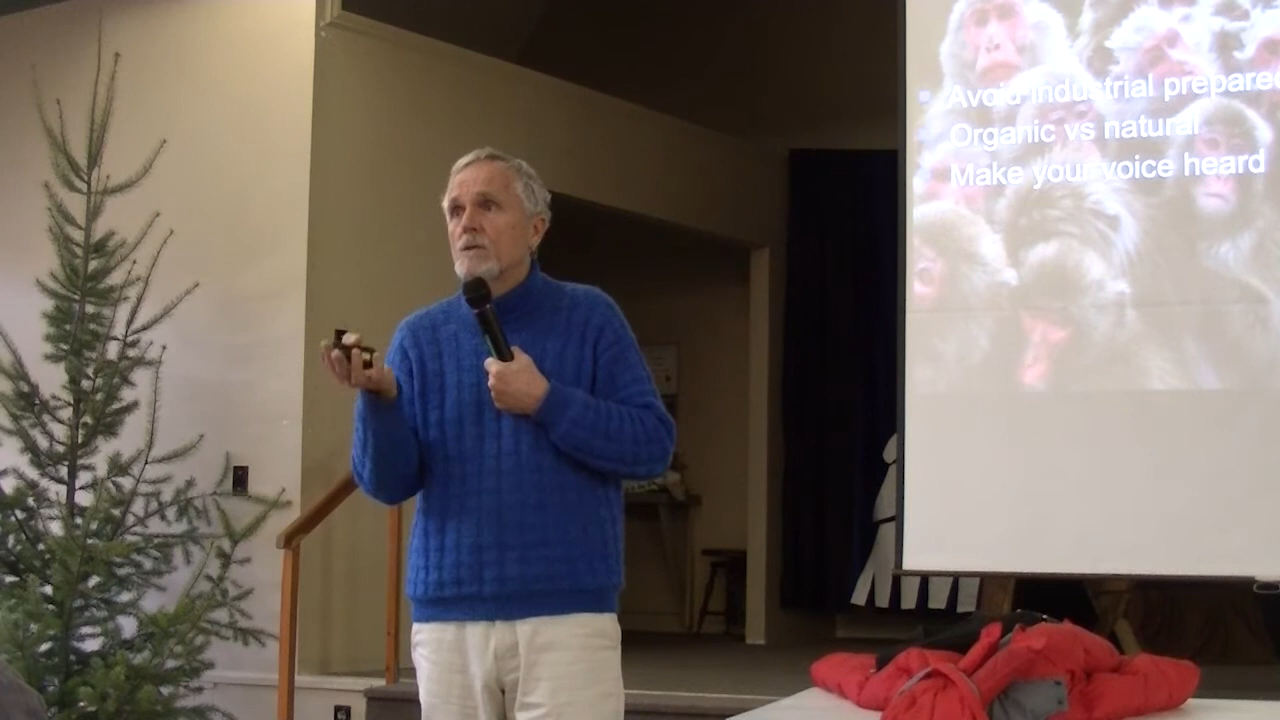 Avoid industrial prepared
Organic vs natural
Make your voice heard